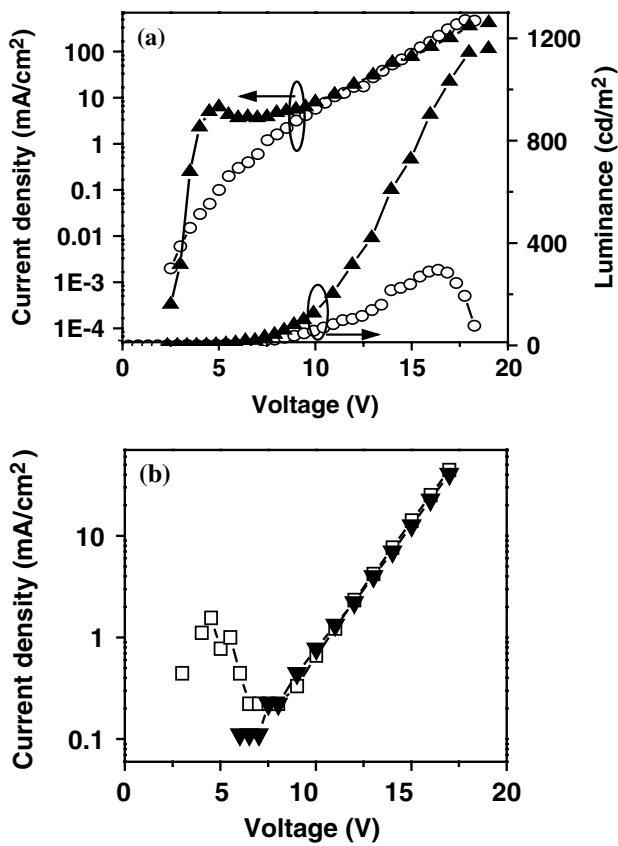 (a)
Current density (mA/cm²)
100
10
1
0.1
0.01
1E-3
1E-4
Luminance (cd/m²)
1200
800
400
0
0
5
10
15
20
Voltage (V)
(b)
Current density (mA/cm²)
10
1
0.1
0
5
10
15
20
Voltage (V)